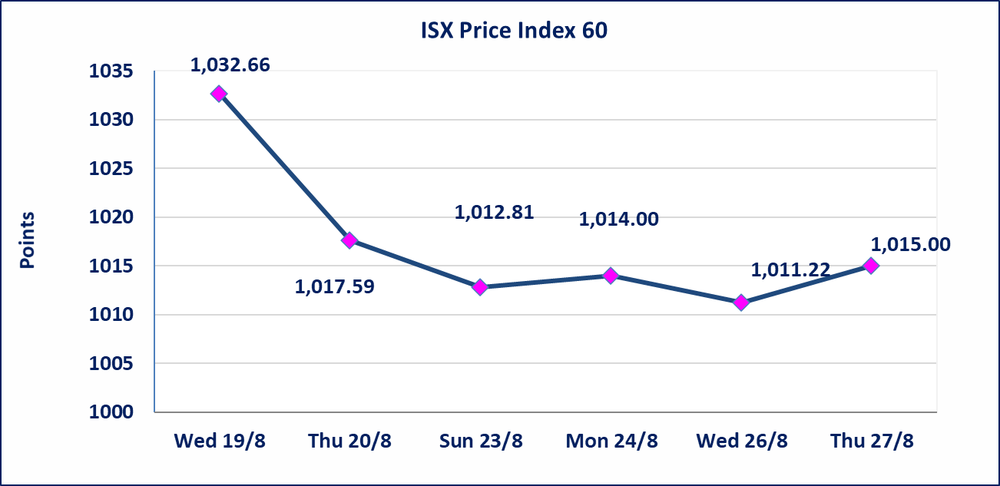 ISX Price Index 60
Points
1035
1030
1025
1020
1015
1010
1005
1000
1,032.66
1,017.59
1,012.81
1,014.00
1,011.22
1,015.00
Wed 19/8
Thu 20/8
Sun 23/8
Mon 24/8
Wed 26/8
Thu 27/8